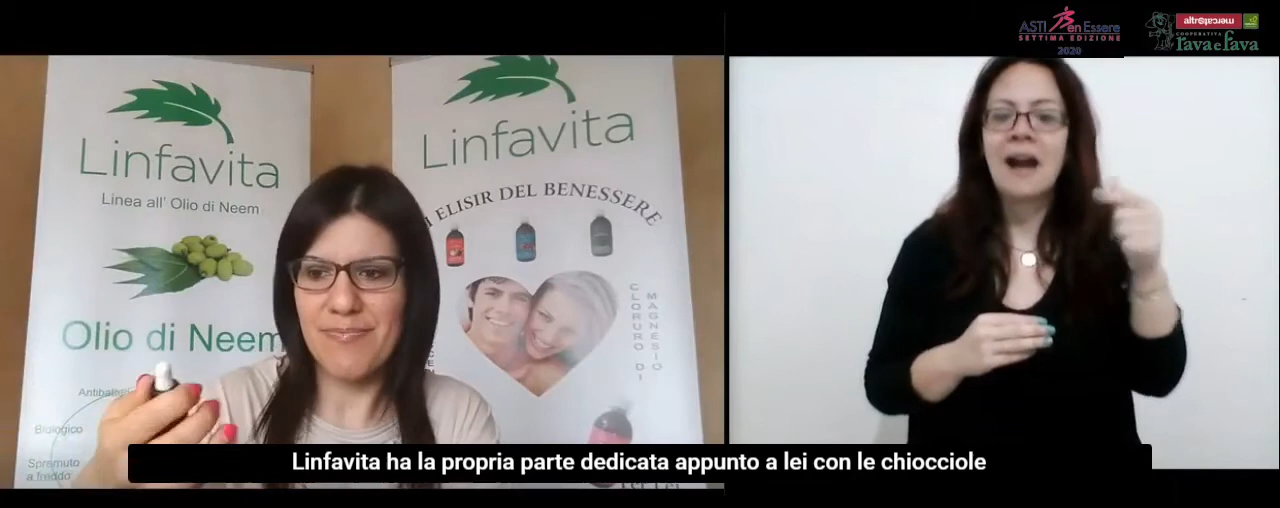 ASTI BenEssere
SETTIMA EDIZIONE
2020
altromercato
COOPERATIVA
rava e fava
Linfavita
Linea all' Olio di Neem
Olio di Neem
Biologico
Spremuto
a freddo
Linfavita
ELISIR DEL BENESSERE
CLORURO DI
MAGNESIO
Linfavita ha la propria parte dedicata appunto a lei con le chiocciole